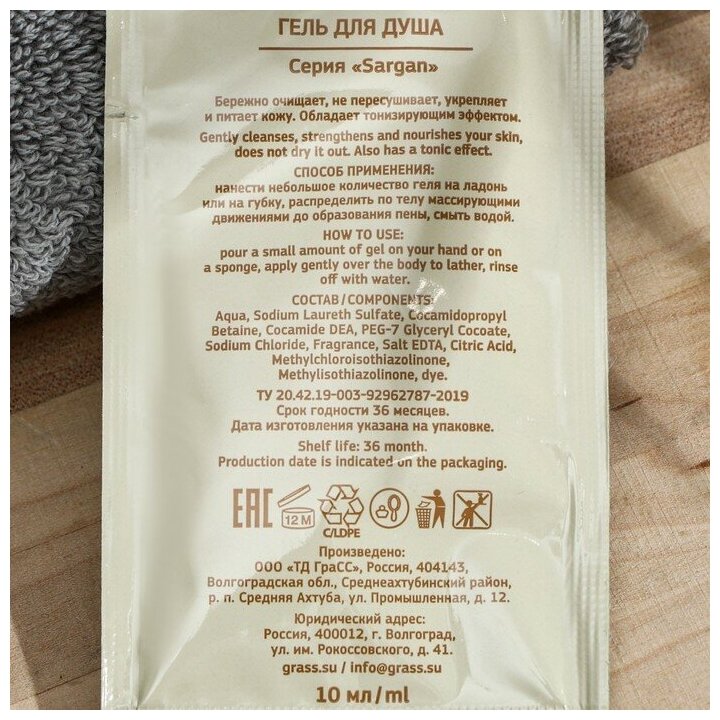 ГЕЛЬ ДЛЯ ДУША
Серия «Sargan»
Бережно очищает, не пересушивает, укрепляет
и питает кожу. Обладает тонизирующим эффектом.
Gently cleanses, strengthens and nourishes your skin,
does not dry it out. Also has a tonic effect.
СПОСОБ ПРИМЕНЕНИЯ:
нанести небольшое количество геля на ладонь
или на губку, распределить по телу массирующими
движениями до образования пены, смыть водой.
HOW TO USE:
pour a small amount of gel on your hand or on
a sponge, apply gently over the body to lather, rinse
off with water.
СОСТАВ/COMPONENTS:
Aqua, Sodium Laureth Sulfate, Cocamidopropyl
Betaine, Cocamide DEA, PEG-7 Glyceryl Cocoate,
Sodium Chloride, Fragrance, Salt EDTA, Citric Acid,
Methylchloroisothiazolinone,
Methylisothiazolinone, dye.
ТУ 20.42.19-003-92962787-2019
Срок годности 36 месяцев.
Дата изготовления указана на упаковке.
Shelf life: 36 month.
Production date is indicated on the packaging.
EAC 12 M
C/LDPE
Произведено:
ООО «ТД ГраСС», Россия, 404143,
Волгоградская обл., Среднеахтубинский район,
р. п. Средняя Ахтуба, ул. Промышленная, д. 12.
Юридический адрес:
Россия, 400012, г. Волгоград,
ул. им. Рокоссовского, д. 41.
grass.su / info@grass.su
10 мл/ml